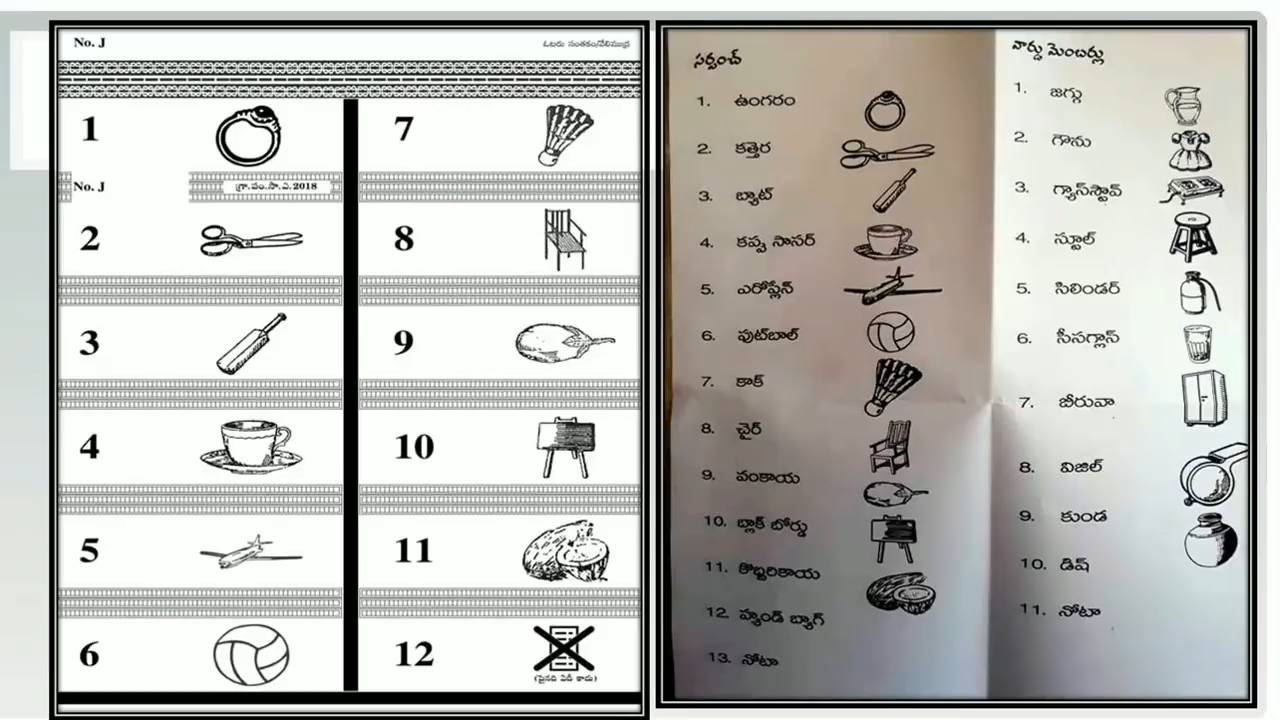 No. J
ఓటరు సంతకం/వేలిముద్ర
1
7
No. J
గ్రా.పం.సా.ఎ.2018
2
8
3
9
4
10
5
11
6
12
(పైనది ఏదీ కాదు)
సర్పంచ్
1. ఉంగరం
2. కత్తెర
3. బ్యాట్
4. కప్పు సాసర్
5. ఎరోప్లేన్
6. ఫుట్‌బాల్
7. కాక్
8. చైర్
9. వంకాయ
10. బ్లాక్ బోర్డు
11. కొబ్బరికాయ
12. హ్యాండ్ బ్యాగ్
13. నోటా
వార్డు మెంబర్లు
1. జగ్గు
2. గౌను
3. గ్యాస్‌స్టౌవ్
4. స్టూల్
5. సిలిండర్
6. సీసగ్లాస్
7. బీరువా
8. విజిల్
9. కుండ
10. డిష్
11. నోటా